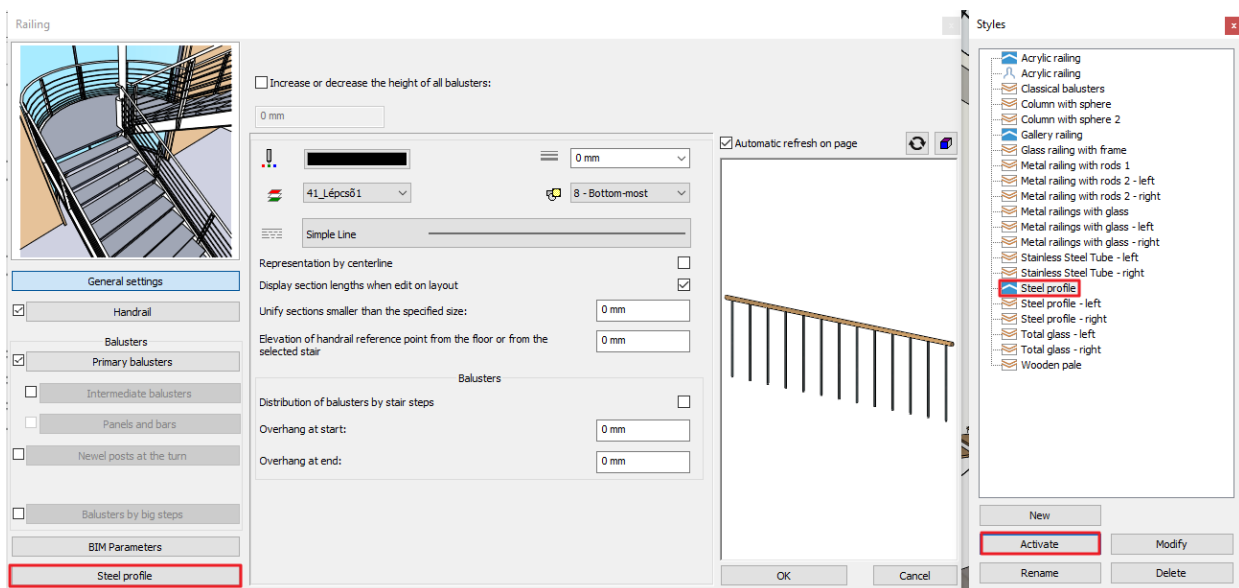 Railing
Increase or decrease the height of all balusters:
0 mm
0 mm
41_Lépcsõ1
8 - Bottom-most
Simple Line
Representation by centerline
Display section lengths when edit on layout
Unify sections smaller than the specified size:
0 mm
Elevation of handrail reference point from the floor or from the
selected stair
0 mm
Balusters
Distribution of balusters by stair steps
Overhang at start:
0 mm
Overhang at end:
0 mm
General settings
Handrail
Balusters
Primary balusters
Intermediate balusters
Panels and bars
Newel posts at the turn
Balusters by big steps
BIM Parameters
Steel profile
Automatic refresh on page
OK
Cancel
Styles
x
Acrylic railing
Acrylic railing
Classical balusters
Column with sphere
Column with sphere 2
Gallery railing
Glass railing with frame
Metal railing with rods 1
Metal railing with rods 2 - left
Metal railing with rods 2 - right
Metal railings with glass
Metal railings with glass - left
Metal railings with glass - right
Stainless Steel Tube - left
Stainless Steel Tube - right
Steel profile
Steel profile - left
Steel profile - right
Total glass - left
Total glass - right
Wooden pale
New
Activate
Modify
Rename
Delete